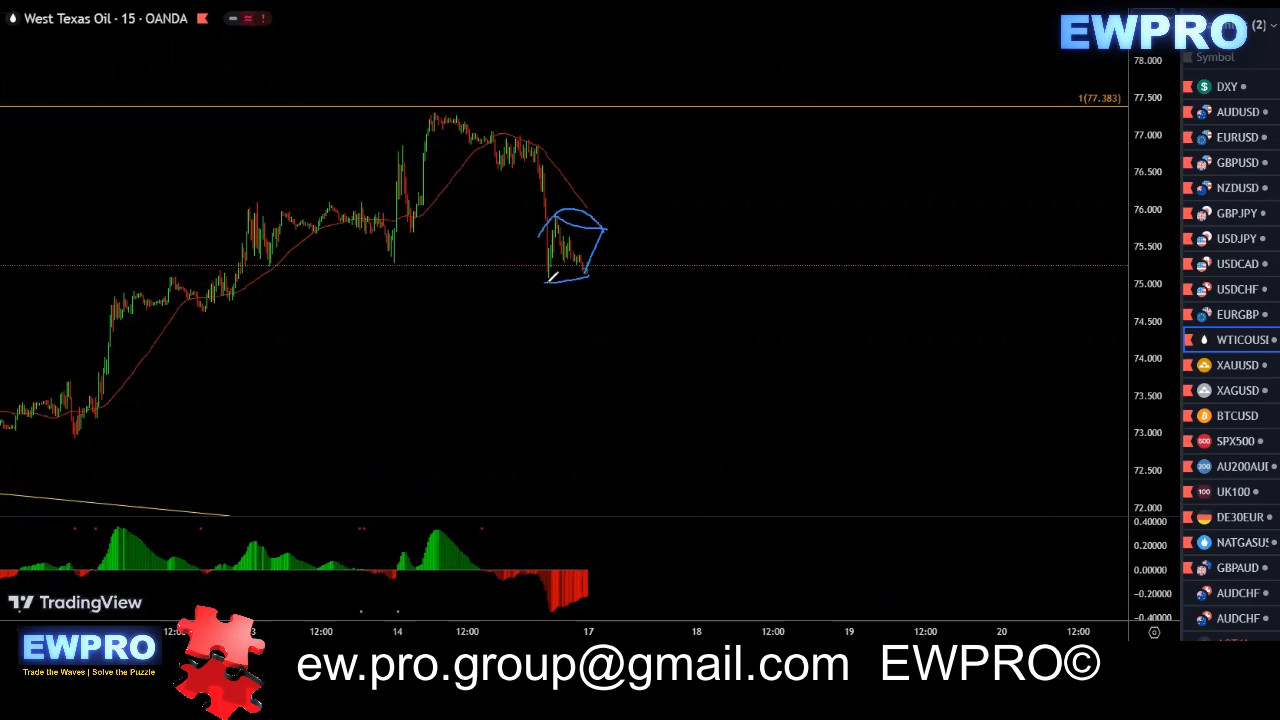 West Texas Oil · 15 · OANDA
EWPRO
(2)
Symbol
78.000
77.500
77.000
76.500
76.000
75.500
75.000
74.500
74.000
73.500
73.000
72.500
72.000
1(77.383)
DXY
AUDUSD
EURUSD
GBPUSD
NZDUSD
GBPJPY
USDJPY
USDCAD
USDCHF
EURGBP
WTICOUSI
XAUUSD
XAGUSD
BTCUSD
SPX500
AU200AUI
UK100
DE30EUR
NATGASUS
GBPAUD
AUDCHF
AUDCHF
0.40000
0.20000
0.00000
-0.20000
-0.40000
TradingView
12:00
14
12:00
17
18
12:00
19
12:00
20
12:00
EWPRO
Trade the Waves | Solve the Puzzle
ew.pro.group@gmail.com EWPRO©